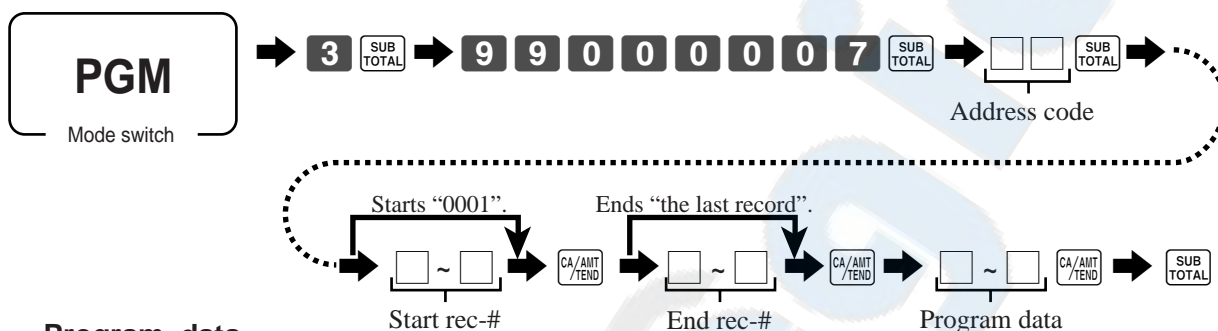 PGM
Mode switch
3 SUB TOTAL 9 9 0 0 0 0 0 7 SUB TOTAL SUB TOTAL
Address code
Starts “0001”. Ends “the last record”.
~ CA/AMT /TEND ~ CA/AMT /TEND ~ CA/AMT /TEND SUB TOTAL
Start rec-# End rec-# Program data
Program data